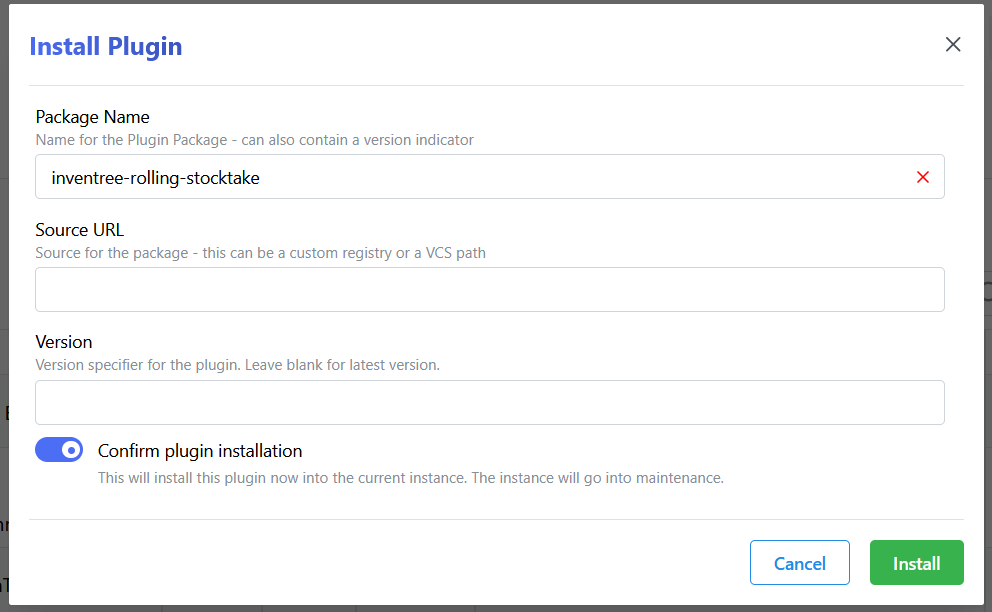 Install Plugin
Package Name
Name for the Plugin Package - can also contain a version indicator
inventree-rolling-stocktake
Source URL
Source for the package - this can be a custom registry or a VCS path
Version
Version specifier for the plugin. Leave blank for latest version.
Confirm plugin installation
This will install this plugin now into the current instance. The instance will go into maintenance.
Cancel
Install